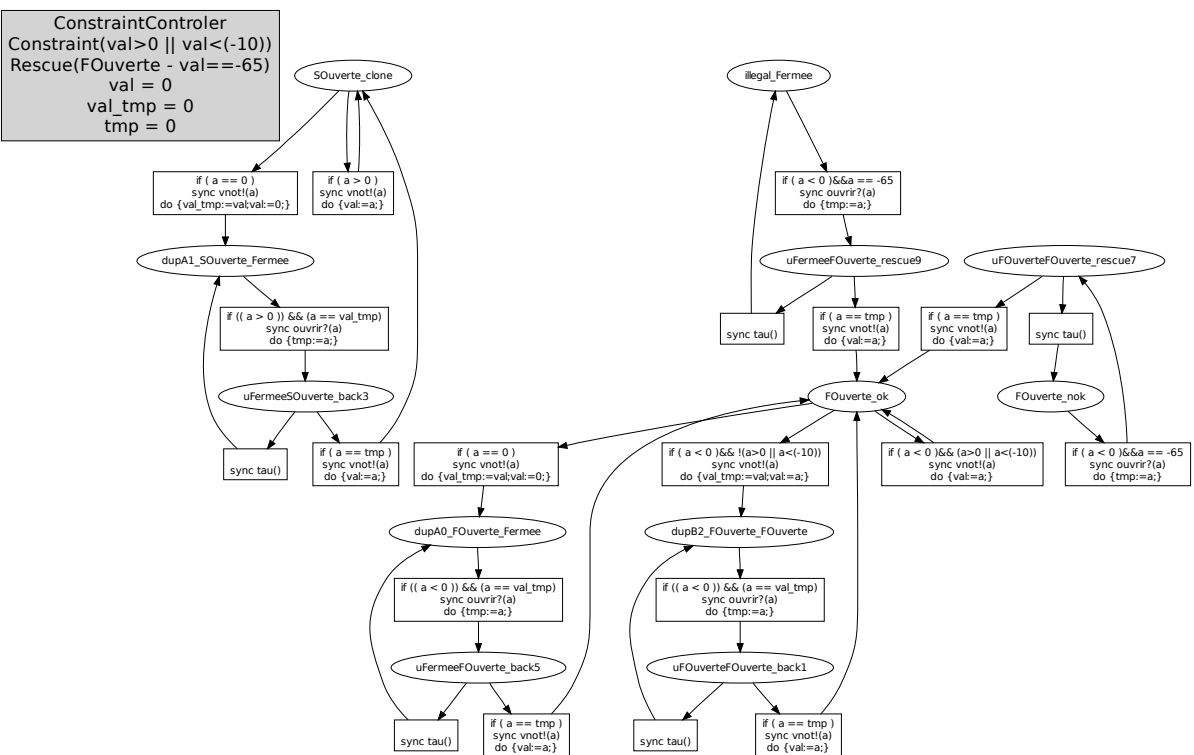 ConstraintControler
Constraint(val>0 || val<(-10))
Rescue(FOuverte - val==-65)
val = 0
val_tmp = 0
tmp = 0
SOuverte_clone
illegal_Fermee
if ( a == 0 )
sync vnot!(a)
do {val_tmp:=val;val:=0;}
if ( a > 0 )
sync vnot!(a)
do {val:=a;}
if ( a < 0 )&&a == -65
sync ouvrir?(a)
do {tmp:=a;}
dupA1_SOuverte_Fermee
uFermeeFOuverte_rescue9
uFOuverteFOuverte_rescue7
if (( a > 0 )) && (a == val_tmp)
sync ouvrir?(a)
do {tmp:=a;}
sync tau()
if ( a == tmp )
sync vnot!(a)
do {val:=a;}
if ( a == tmp )
sync vnot!(a)
do {val:=a;}
sync tau()
uFermeeSOuverte_back3
FOuverte_ok
FOuverte_nok
sync tau()
if ( a == tmp )
sync vnot!(a)
do {val:=a;}
if ( a == 0 )
sync vnot!(a)
do {val_tmp:=val;val:=0;}
if ( a < 0 )&& !(a>0 || a<(-10))
sync vnot!(a)
do {val_tmp:=val;val:=a;}
if ( a < 0 )&& (a>0 || a<(-10))
sync vnot!(a)
do {val:=a;}
if ( a < 0 )&&a == -65
sync ouvrir?(a)
do {tmp:=a;}
dupA0_FOuverte_Fermee
dupB2_FOuverte_FOuverte
if (( a < 0 )) && (a == val_tmp)
sync ouvrir?(a)
do {tmp:=a;}
if (( a < 0 )) && (a == val_tmp)
sync ouvrir?(a)
do {tmp:=a;}
uFermeeFOuverte_back5
uFOuverteFOuverte_back1
sync tau()
if ( a == tmp )
sync vnot!(a)
do {val:=a;}
sync tau()
if ( a == tmp )
sync vnot!(a)
do {val:=a;}